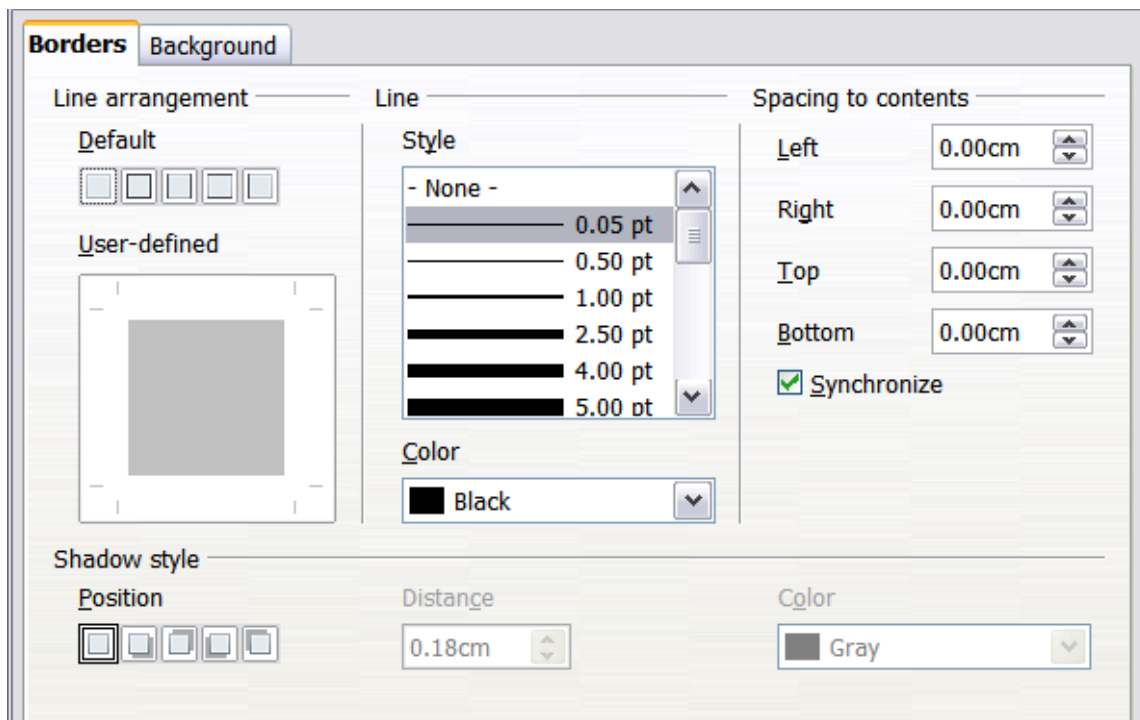 Borders Background
Line arrangement
Default
User-defined
Line
Style
- None -
0.05 pt
0.50 pt
1.00 pt
2.50 pt
4.00 pt
5.00 pt
Color
Black
Spacing to contents
Left 0.00cm
Right 0.00cm
Top 0.00cm
Bottom 0.00cm
Synchronize
Shadow style
Position
Distance
0.18cm
Color
Gray